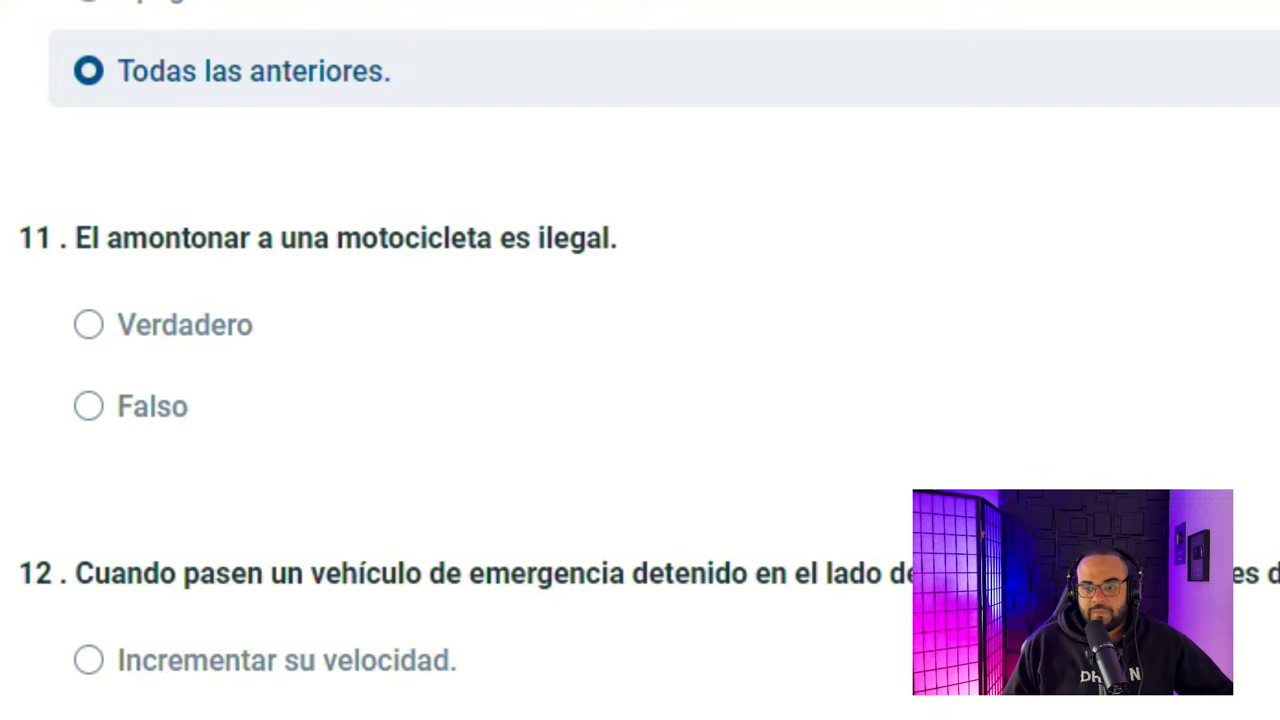 Todas las anteriores.
11 . El amontonar a una motocicleta es ilegal.
Verdadero
Falso
12 . Cuando pasen un vehículo de emergencia detenido en el lado
Incrementar su velocidad.